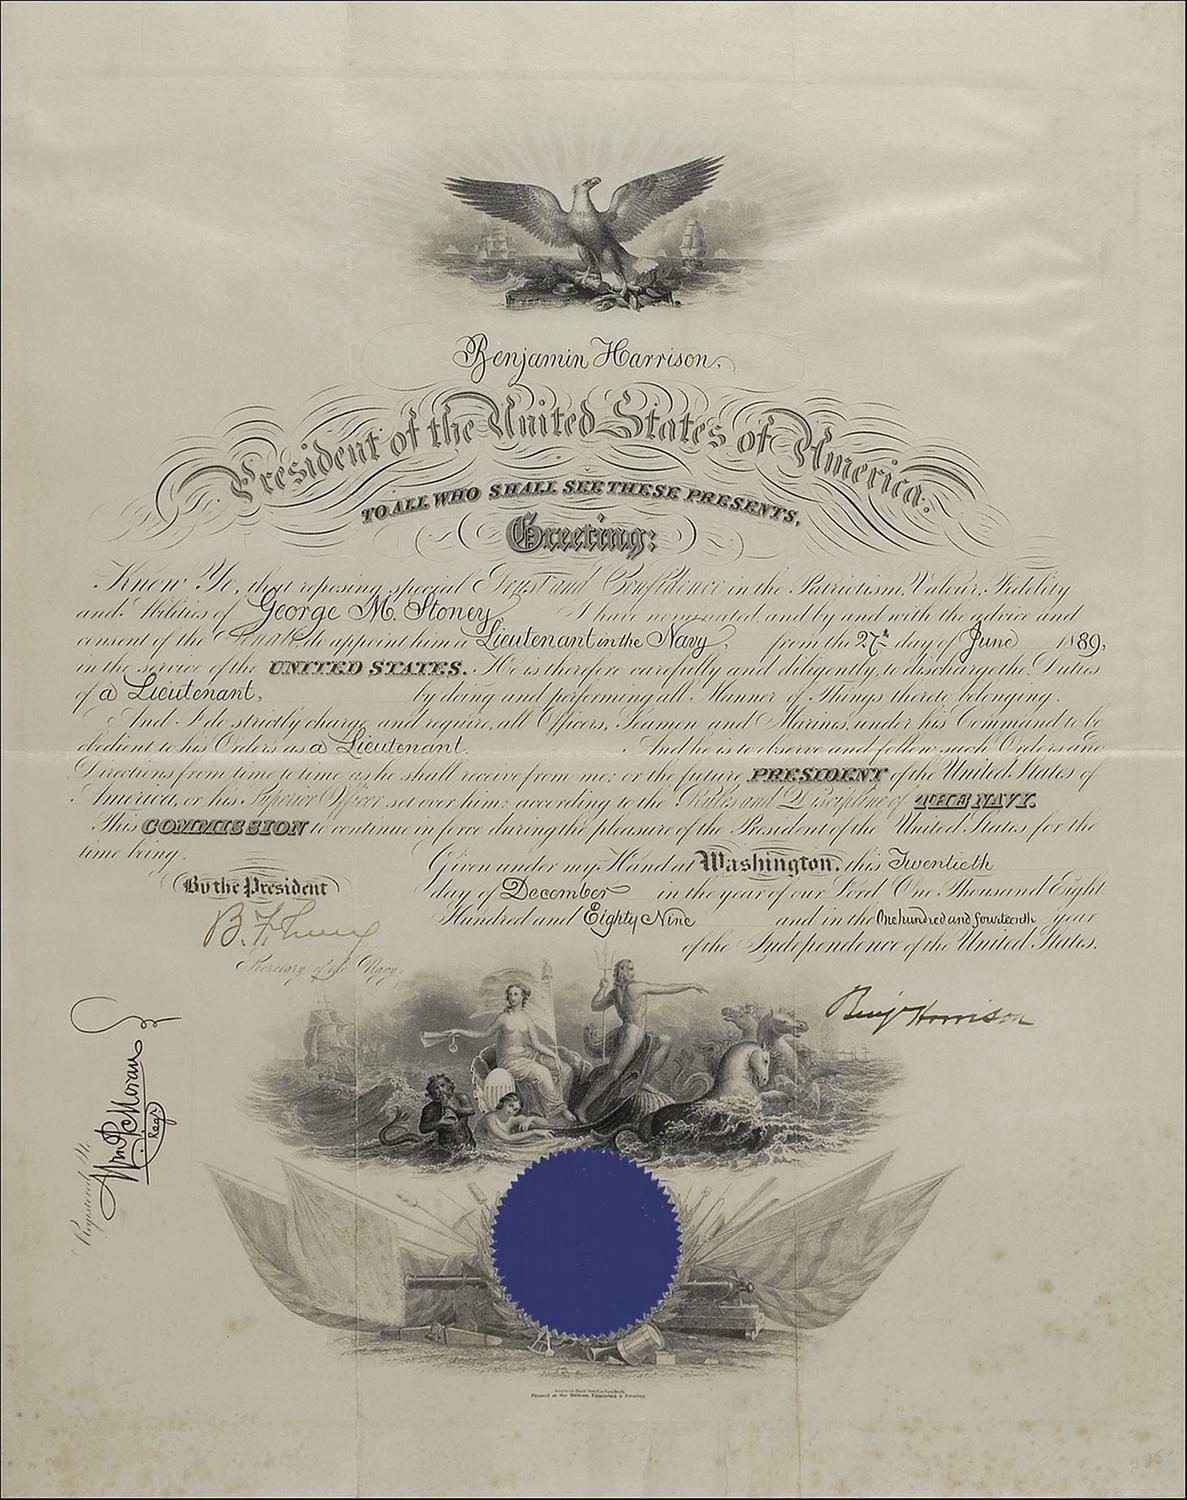 Benjamin Harrison,
President of the United States of America.
TO ALL WHO SHALL SEE THESE PRESENTS,
Greeting:
Know Ye, that reposing special Trust and Confidence in the Patriotism, Valour, Fidelity
and Abilities of George M. Stoney I have nominated, and by and with the advice and
consent of the Senate, do appoint him a Lieutenant in the Navy, from the 27th day of June 1889,
in the service of the UNITED STATES. He is therefore carefully and diligently, to discharge the Duties
of a Lieutenant, by doing and performing all Manner of Things thereto belonging.
And I do strictly charge, and require, all Officers, Seamen and Marines, under his Command to be
obedient to his Orders as a Lieutenant. And he is to observe and follow such Orders and
Directions from time to time as he shall receive from me; or the future PRESIDENT of the United States of
America, or his Superior Officer set over him; according to the Rules and Discipline of THE NAVY.
This COMMISSION to continue in force during the pleasure of the President of the United States for the
time being.
Given under my Hand at Washington, this Twentieth
day of December in the year of our Lord One Thousand Eight
Hundred and Eighty Nine and in the One hundred and fourteenth year
of the Independence of the United States.
By the President
B. F. Tracy
Secretary of the Navy.
Benj Harrison
Registered
Wm P. Moran
Regr
Printed at the Bureau, Engraving & Printing